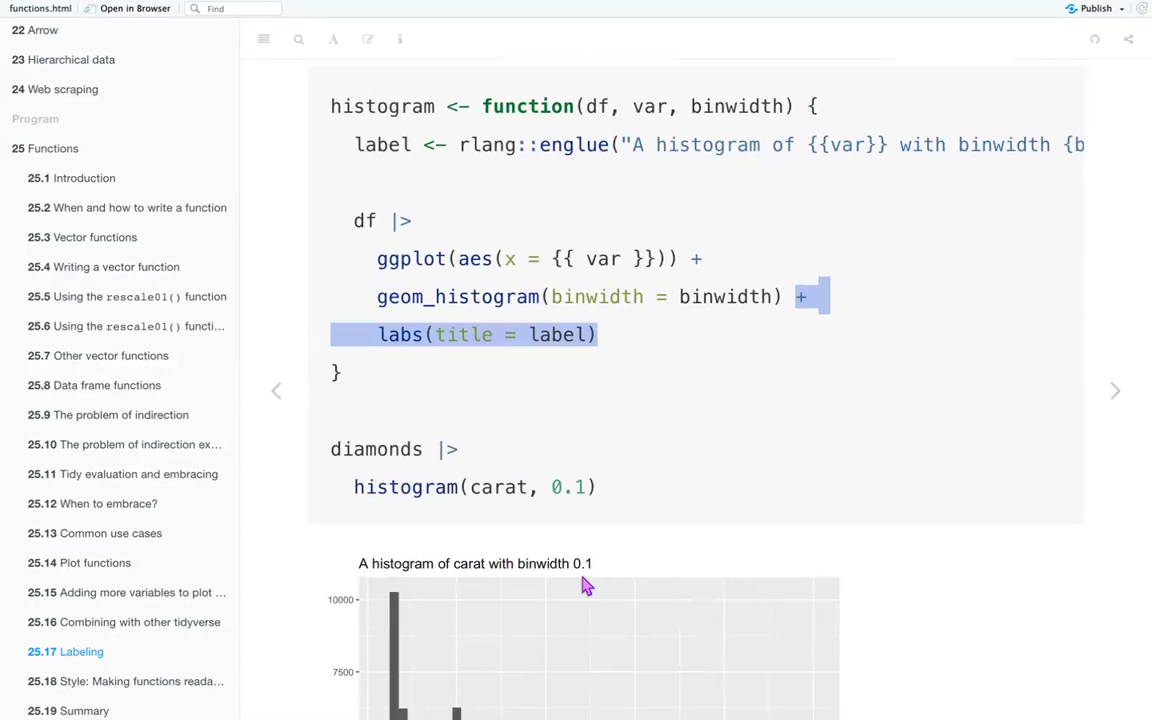 functions.html Open in Browser Find Publish
22 Arrow
23 Hierarchical data
24 Web scraping
Program
25 Functions
25.1 Introduction
25.2 When and how to write a function
25.3 Vector functions
25.4 Writing a vector function
25.5 Using the rescale01() function
25.6 Using the rescale01() functi...
25.7 Other vector functions
25.8 Data frame functions
25.9 The problem of indirection
25.10 The problem of indirection ex...
25.11 Tidy evaluation and embracing
25.12 When to embrace?
25.13 Common use cases
25.14 Plot functions
25.15 Adding more variables to plot ...
25.16 Combining with other tidyverse
25.17 Labeling
25.18 Style: Making functions reada...
25.19 Summary
A
i
histogram <- function(df, var, binwidth) {
label <- rlang::englue("A histogram of {{var}} with binwidth {b
df |>
ggplot(aes(x = {{ var }})) +
geom_histogram(binwidth = binwidth) +
labs(title = label)
}
diamonds |>
histogram(carat, 0.1)
A histogram of carat with binwidth 0.1
10000
7500